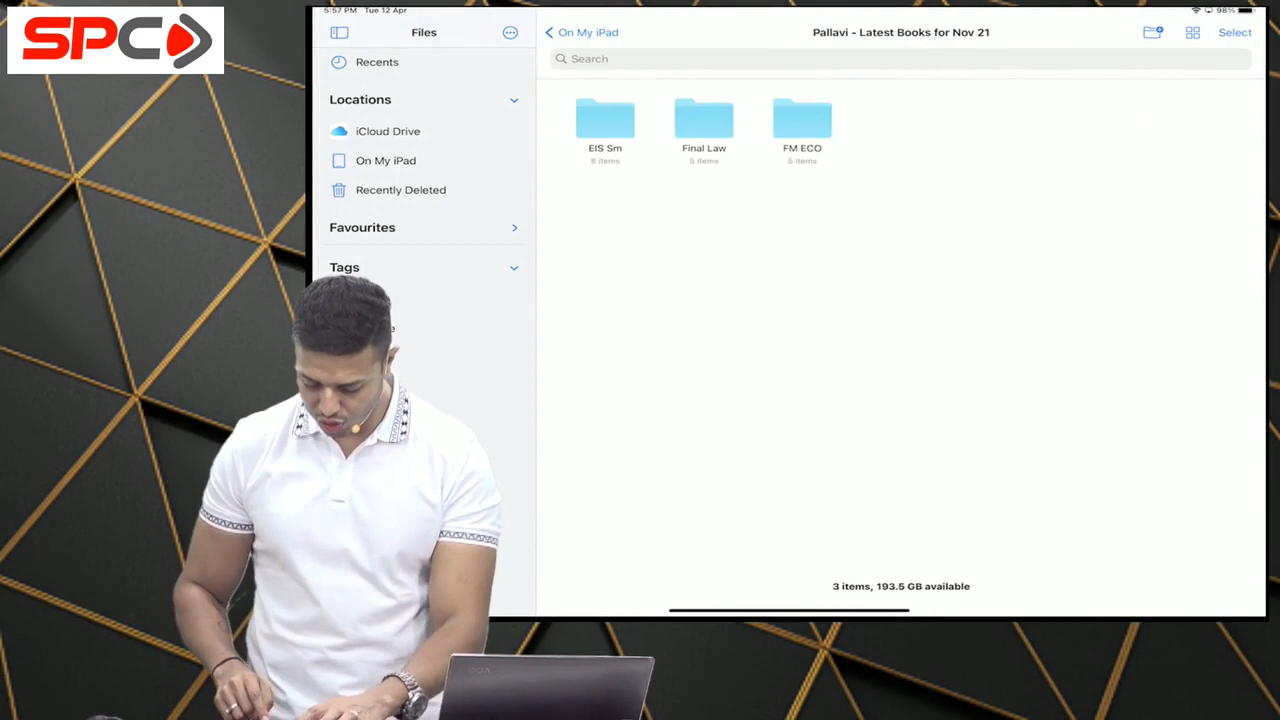 SPC
5:57 PM Tue 12 Apr
98%
Files
On My iPad
Pallavi - Latest Books for Nov 21
Select
Search
Recents
Locations
iCloud Drive
On My iPad
Recently Deleted
Favourites
Tags
EIS Sm
8 items
Final Law
5 items
FM ECO
5 items
3 items, 193.5 GB available